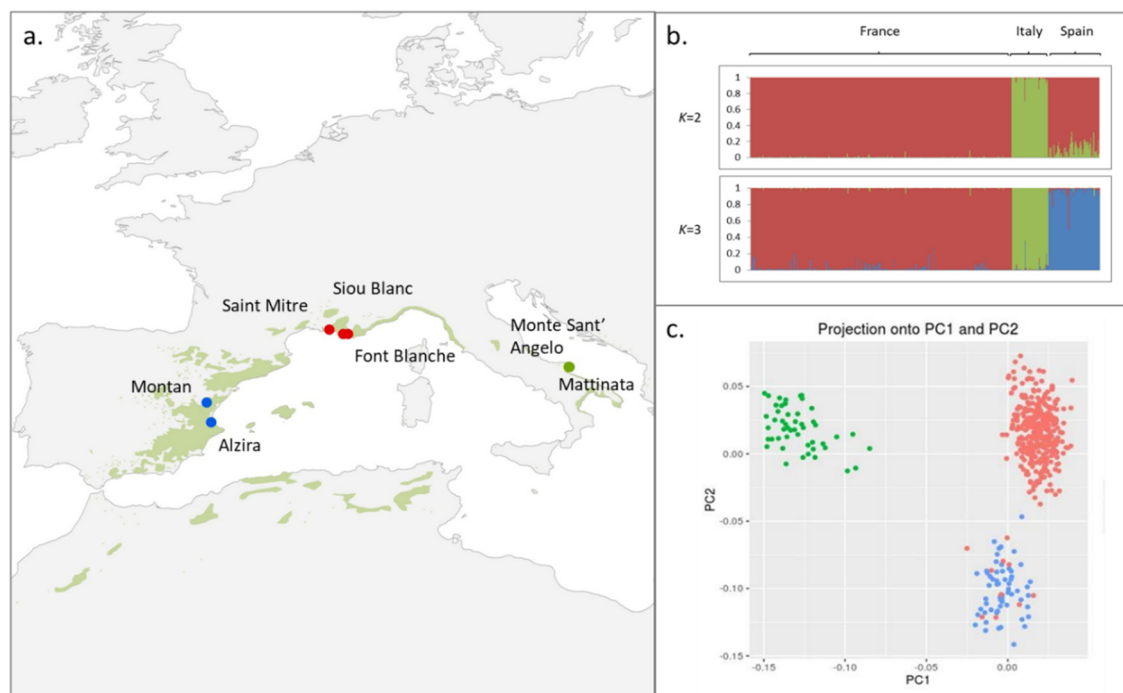 a.
Siou Blanc
Saint Mitre
Font Blanche
Monte Sant'
Angelo
Mattinata
Montan
Alzira
b.
France
Italy
Spain
1
0.8
0.6
0.4
0.2
0
K=2
1
0.8
0.6
0.4
0.2
0
K=3
c.
Projection onto PC1 and PC2
0.05
0.00
-0.05
-0.10
-0.15
PC2
-0.15
-0.10
-0.05
0.00
PC1